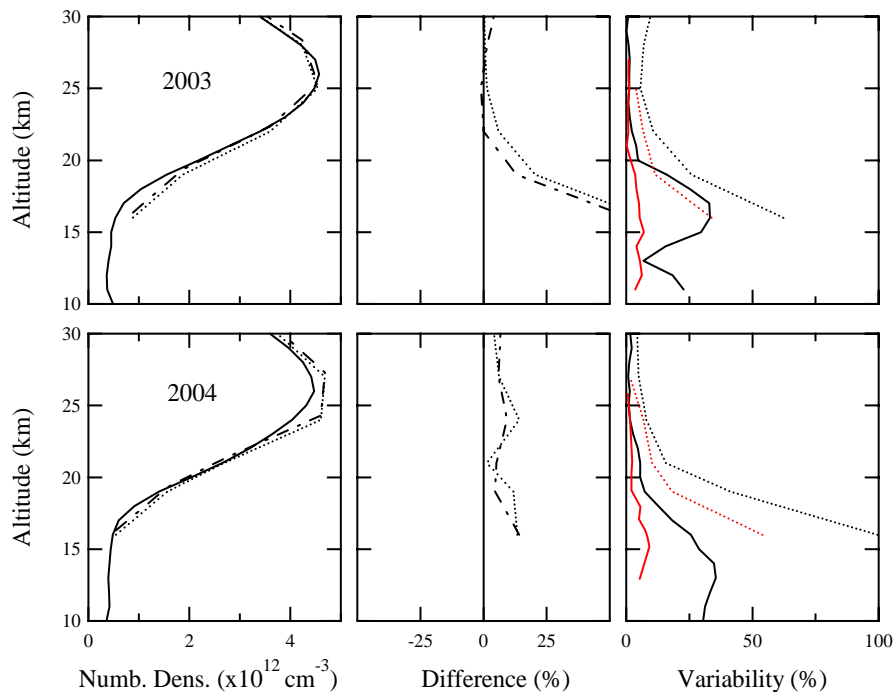 30
25
20
15
10
Altitude (km)
2003
30
25
20
15
10
Altitude (km)
2004
0 2 4
-25 0 25
0 50 100
Numb. Dens. (x10¹² cm⁻³)
Difference (%)
Variability (%)